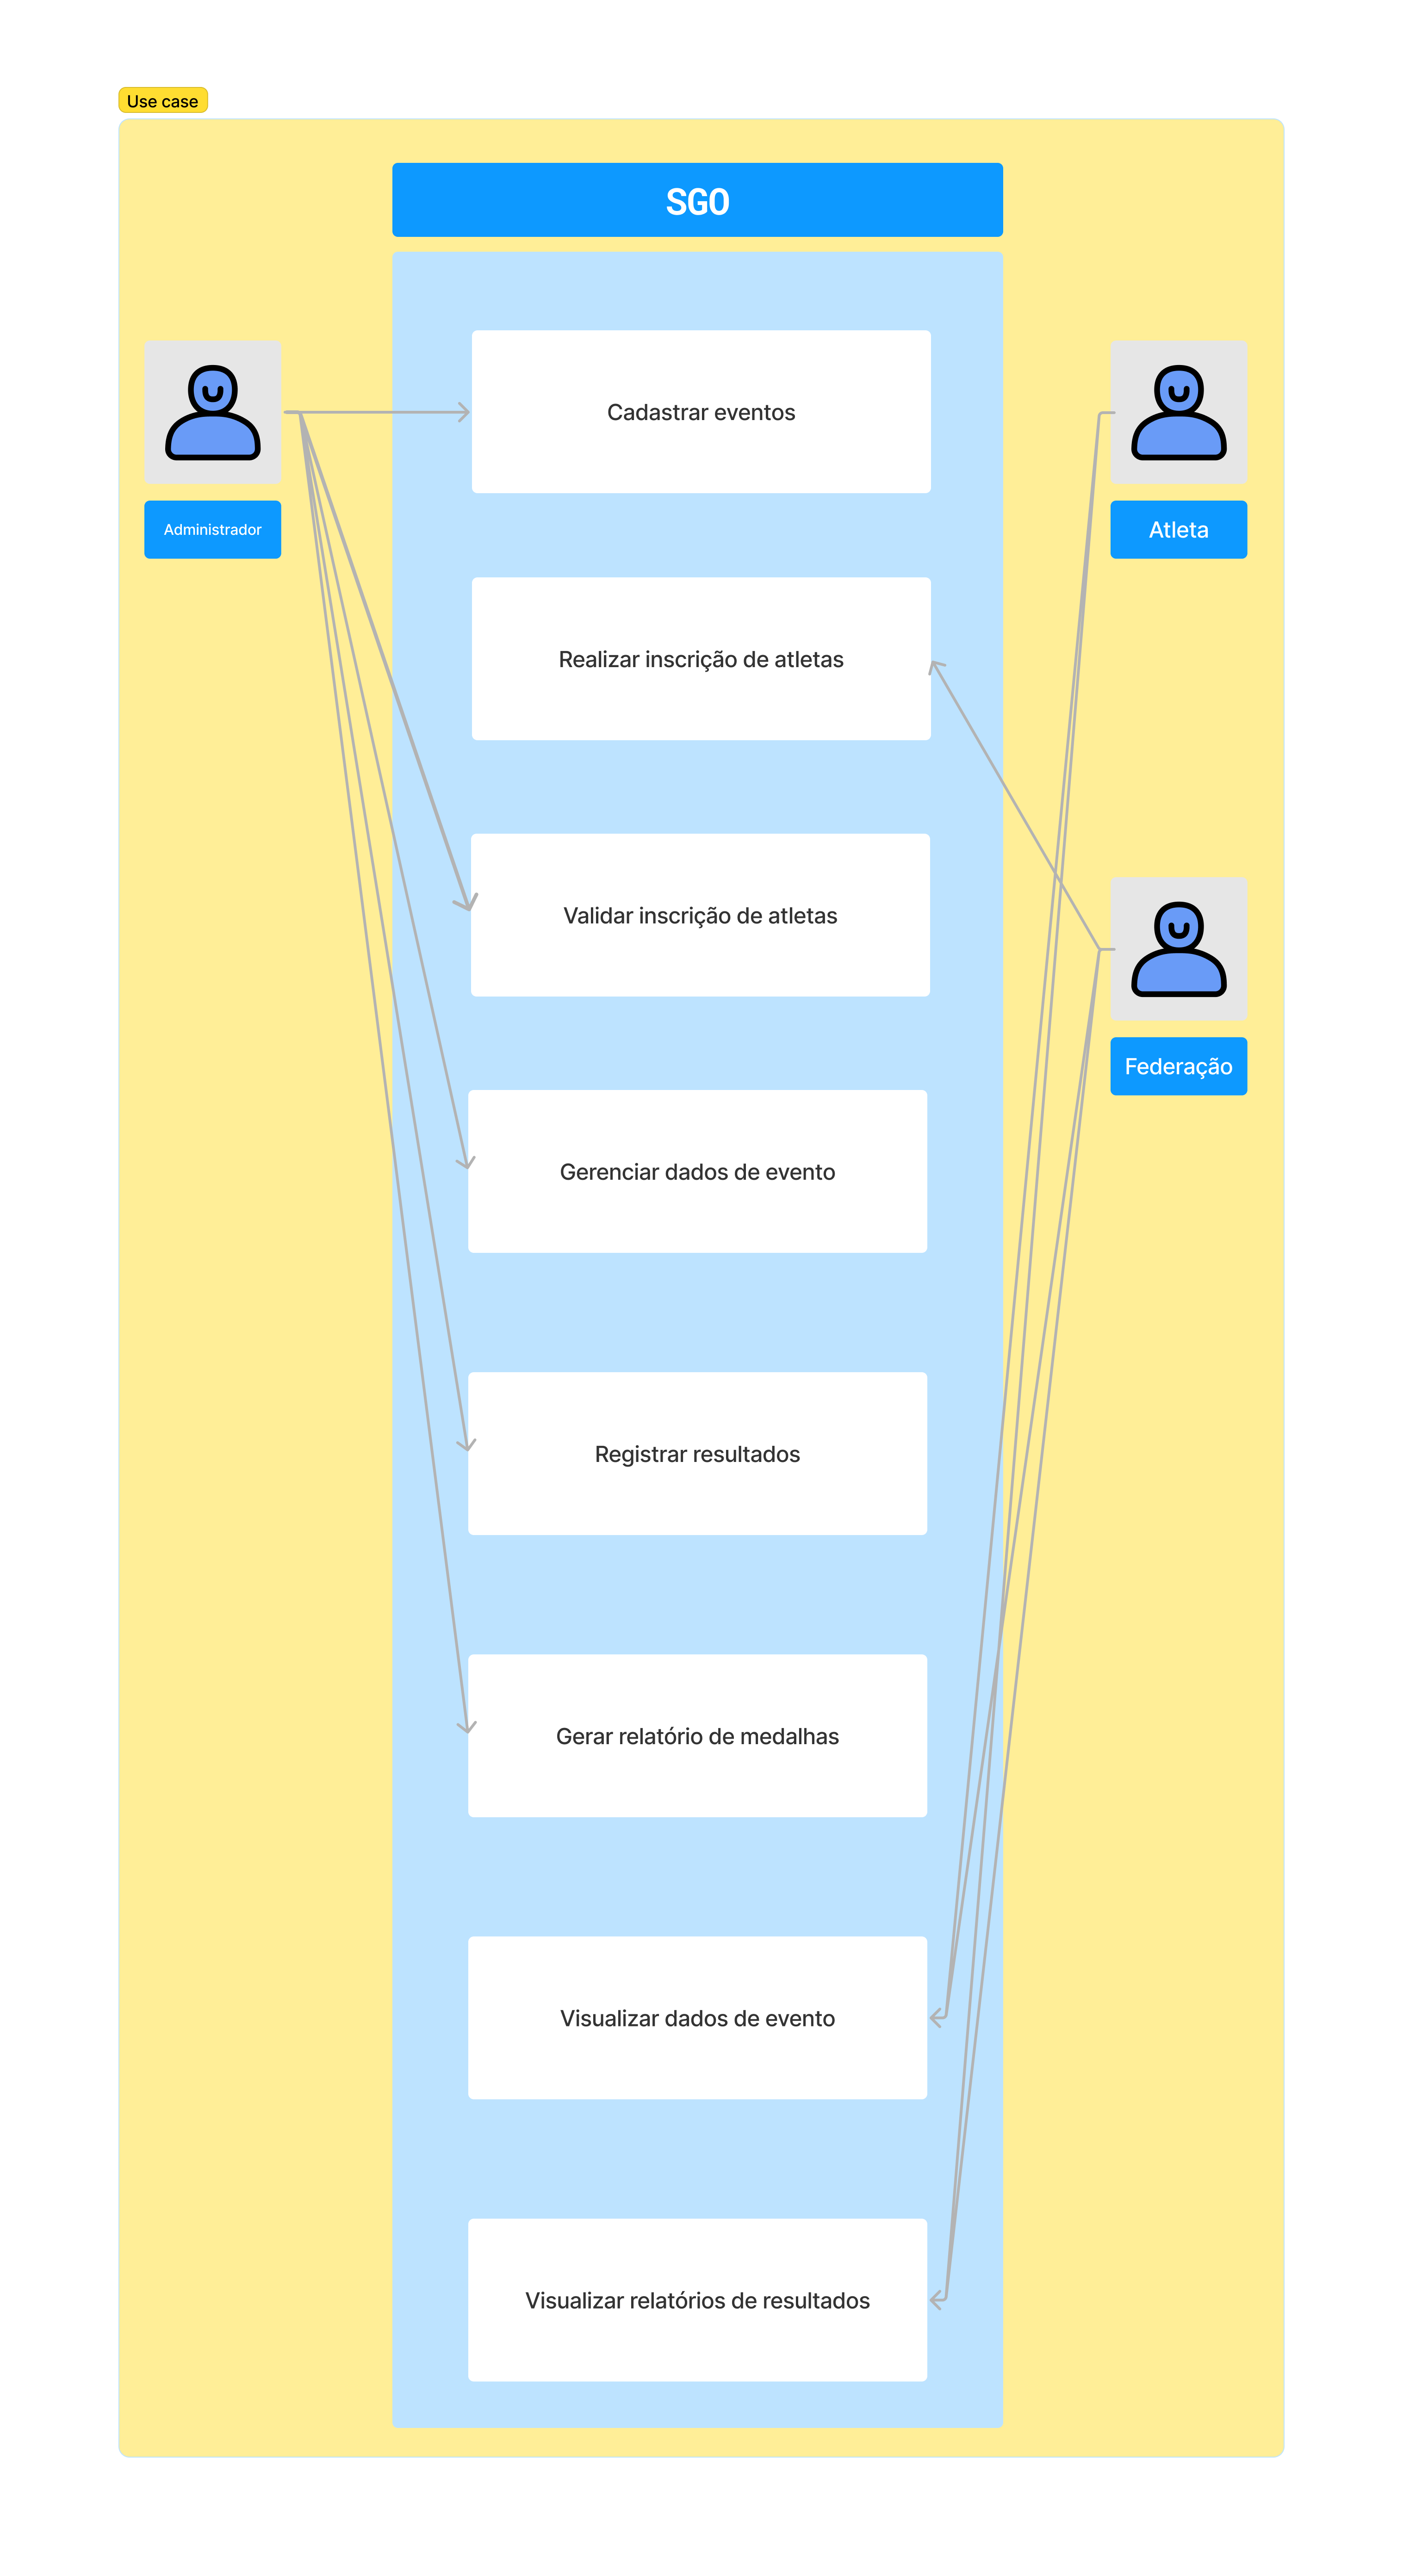 Use case
SGO
Cadastrar eventos
Administrador
Atleta
Realizar inscrição de atletas
Validar inscrição de atletas
Federação
Gerenciar dados de evento
Registrar resultados
Gerar relatório de medalhas
Visualizar dados de evento
Visualizar relatórios de resultados